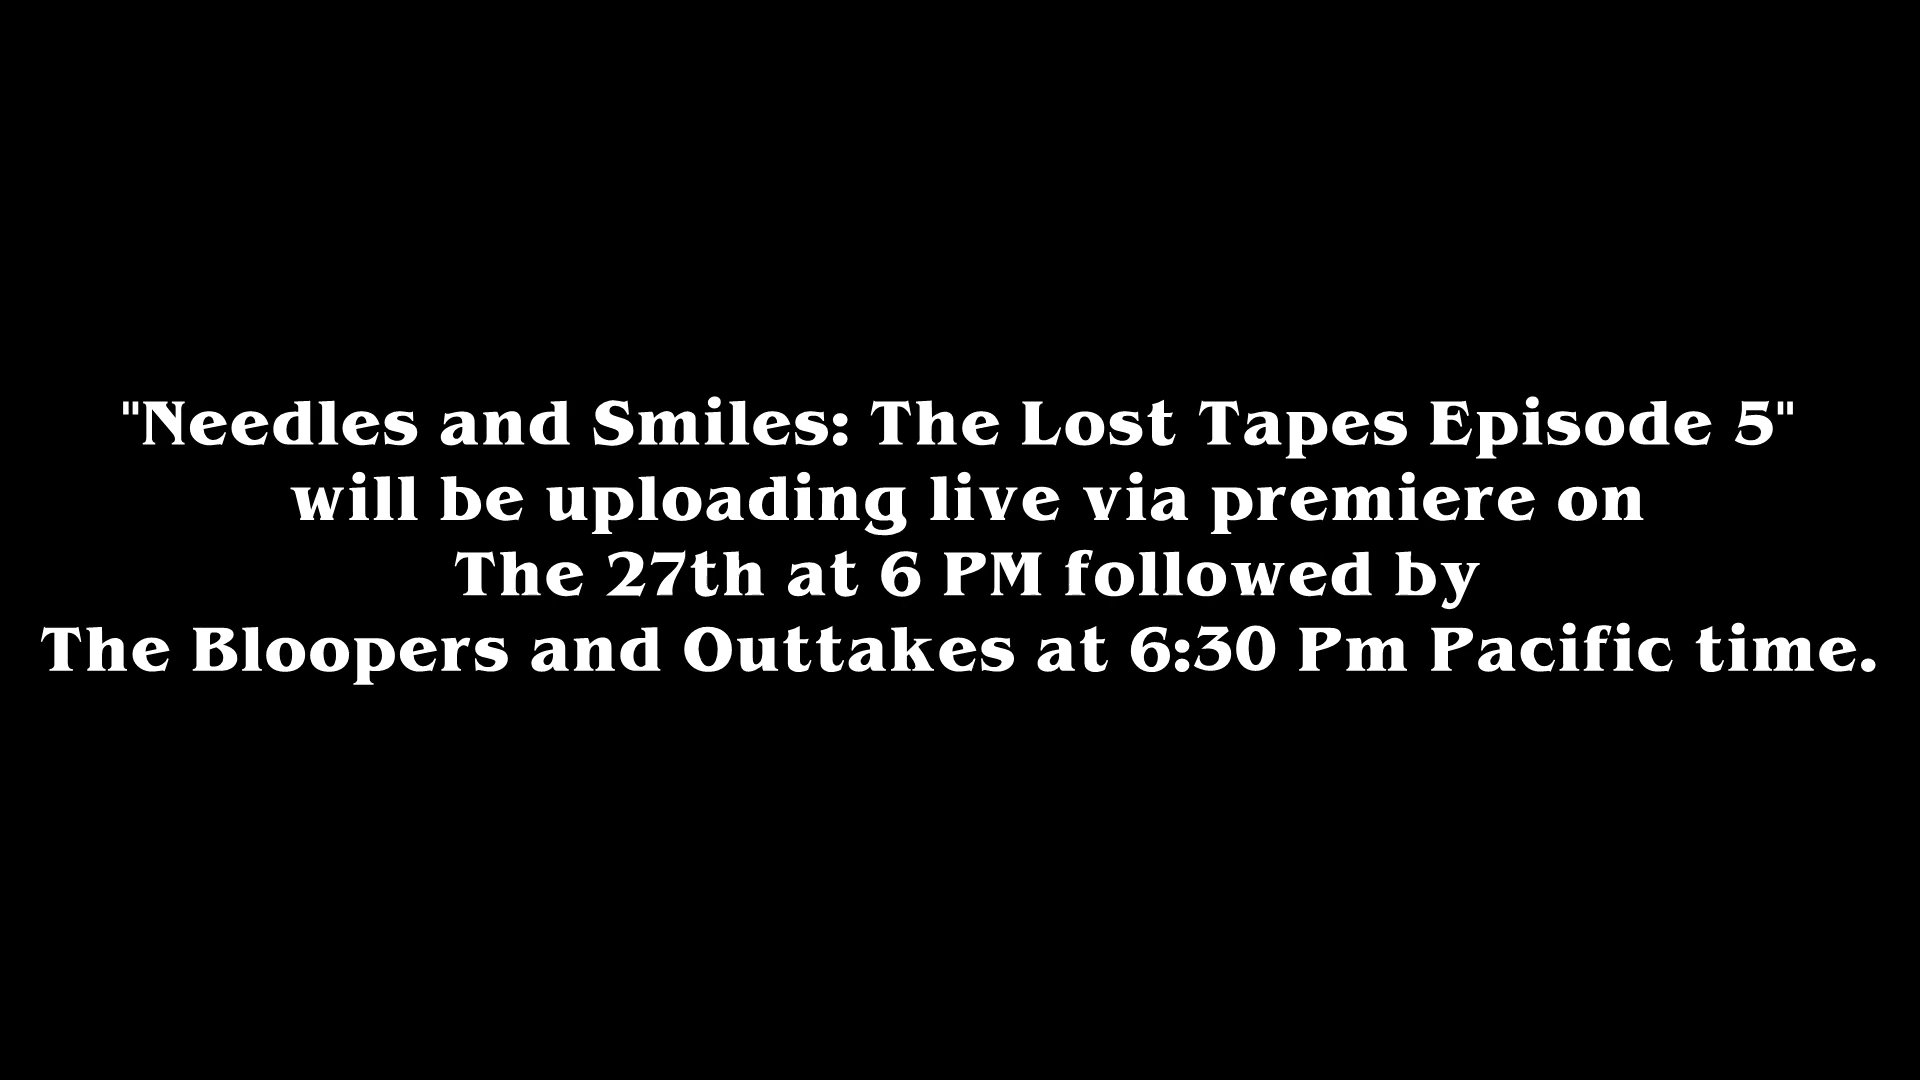 "Needles and Smiles: The Lost Tapes Episode 5"
will be uploading live via premiere on
The 27th at 6 PM followed by
The Bloopers and Outtakes at 6:30 Pm Pacific time.